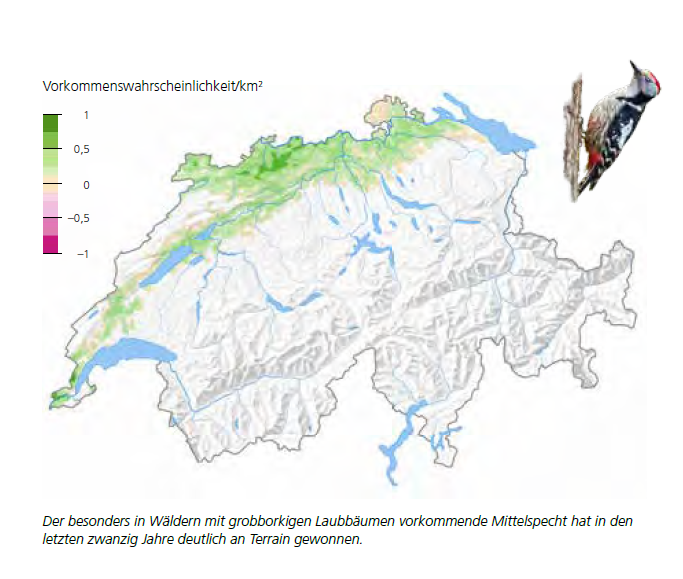 Vorkommenswahrscheinlichkeit/km²
1
0,5
0
–0,5
–1
Der besonders in Wäldern mit grobborkigen Laubbäumen vorkommende Mittelspecht hat in den
letzten zwanzig Jahre deutlich an Terrain gewonnen.